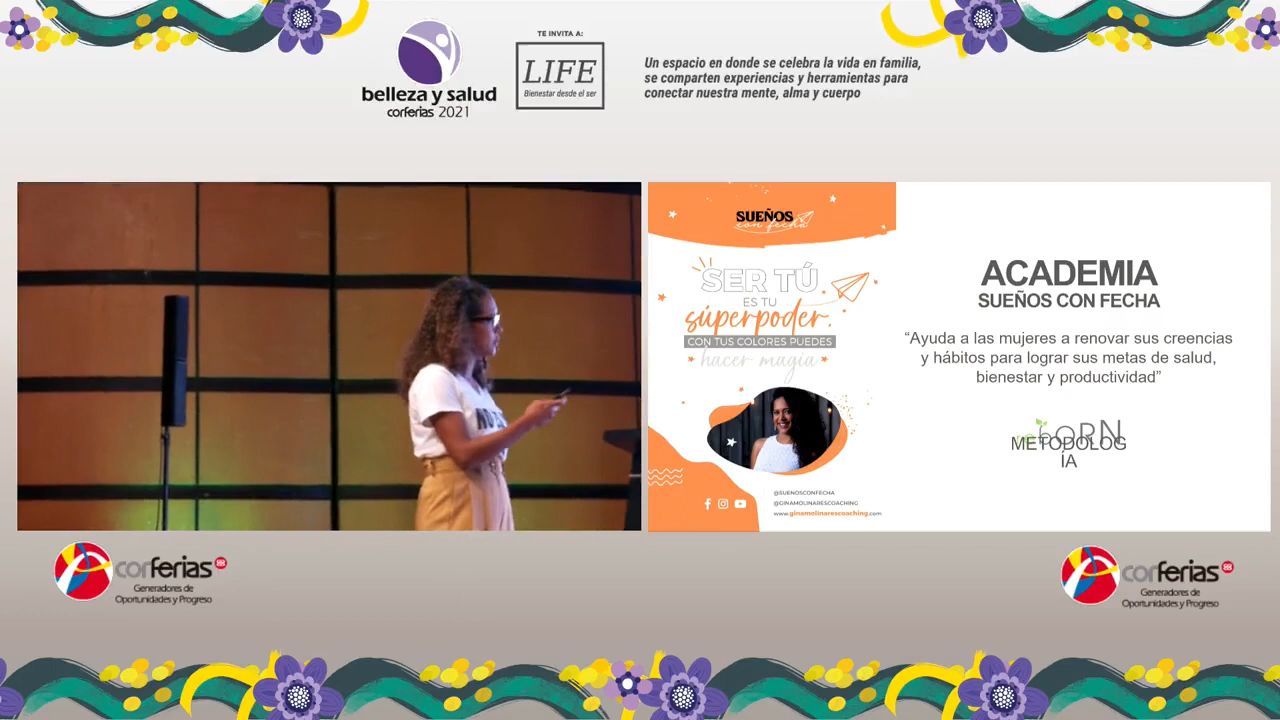 belleza y salud
corferias 2021
TE INVITA A:
LIFE
Bienestar desde el ser
Un espacio en donde se celebra la vida en familia,
se comparten experiencias y herramientas para
conectar nuestra mente, alma y cuerpo
SUEÑOS
con fecha
SER TÚ
ES TU
súperpoder.
CON TUS COLORES PUEDES
hacer magia
@SUENOSCONFECHA
@GINAMOLINARESCOACHING
www.ginamolinarescoaching.com
ACADEMIA
SUEÑOS CON FECHA
“Ayuda a las mujeres a renovar sus creencias
y hábitos para lograr sus metas de salud,
bienestar y productividad”
METODOLOG
ÍA
corferias
Generadores de
Oportunidades y Progreso
corferias
Generadores de
Oportunidades y Progreso